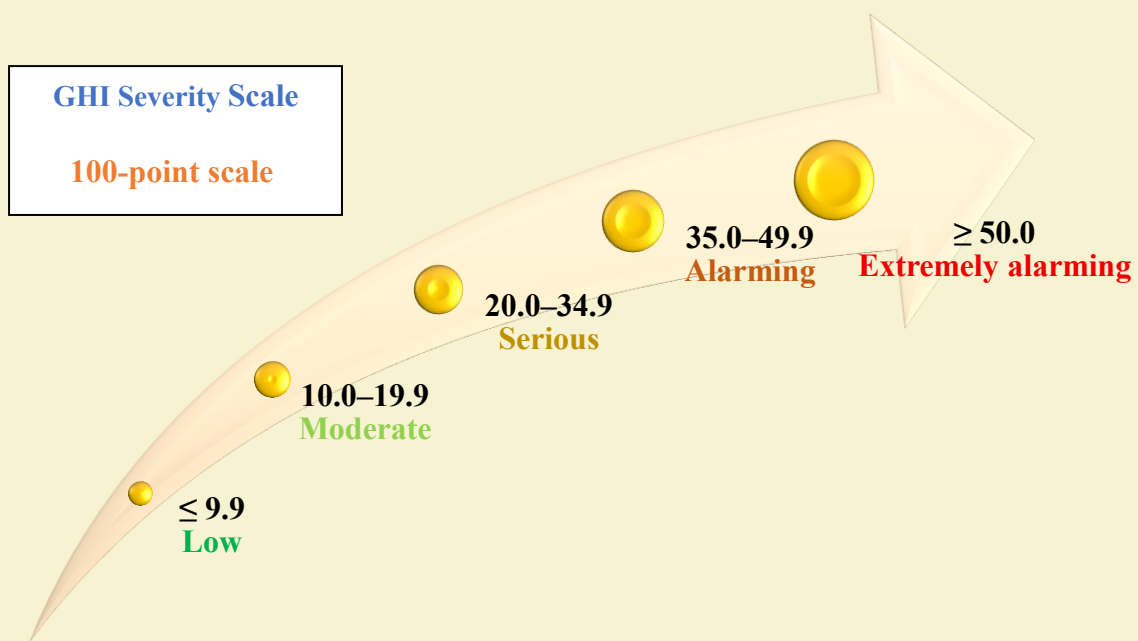 GHI Severity Scale
100-point scale
≤ 9.9
Low
10.0–19.9
Moderate
20.0–34.9
Serious
35.0–49.9
Alarming
≥ 50.0
Extremely alarming